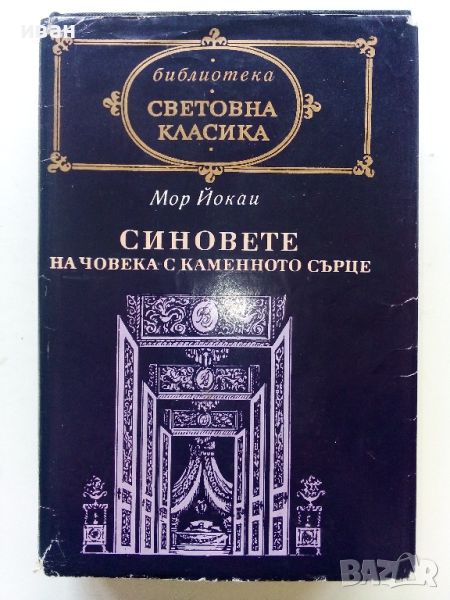 иван
библиотека
СВЕТОВНА
КЛАСИКА
Мор Йокаи
СИНОВЕТЕ
НА ЧОВЕКА С КАМЕННОТО СЪРЦЕ
BAZAR